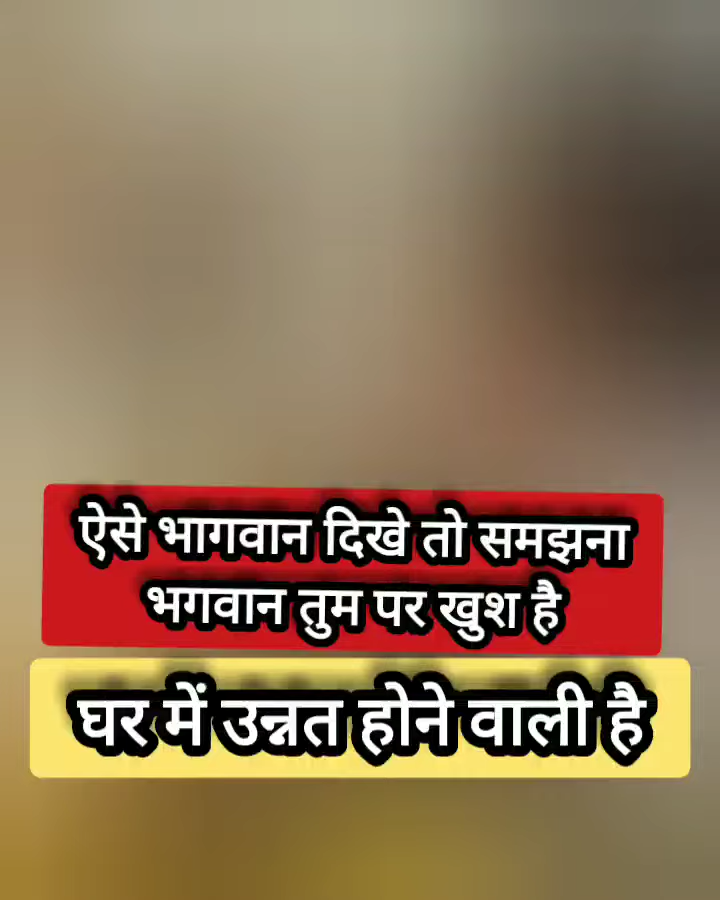 ऐसे भागवान दिखे तो समझना
भगवान तुम पर खुश है
घर में उन्नत होने वाली है